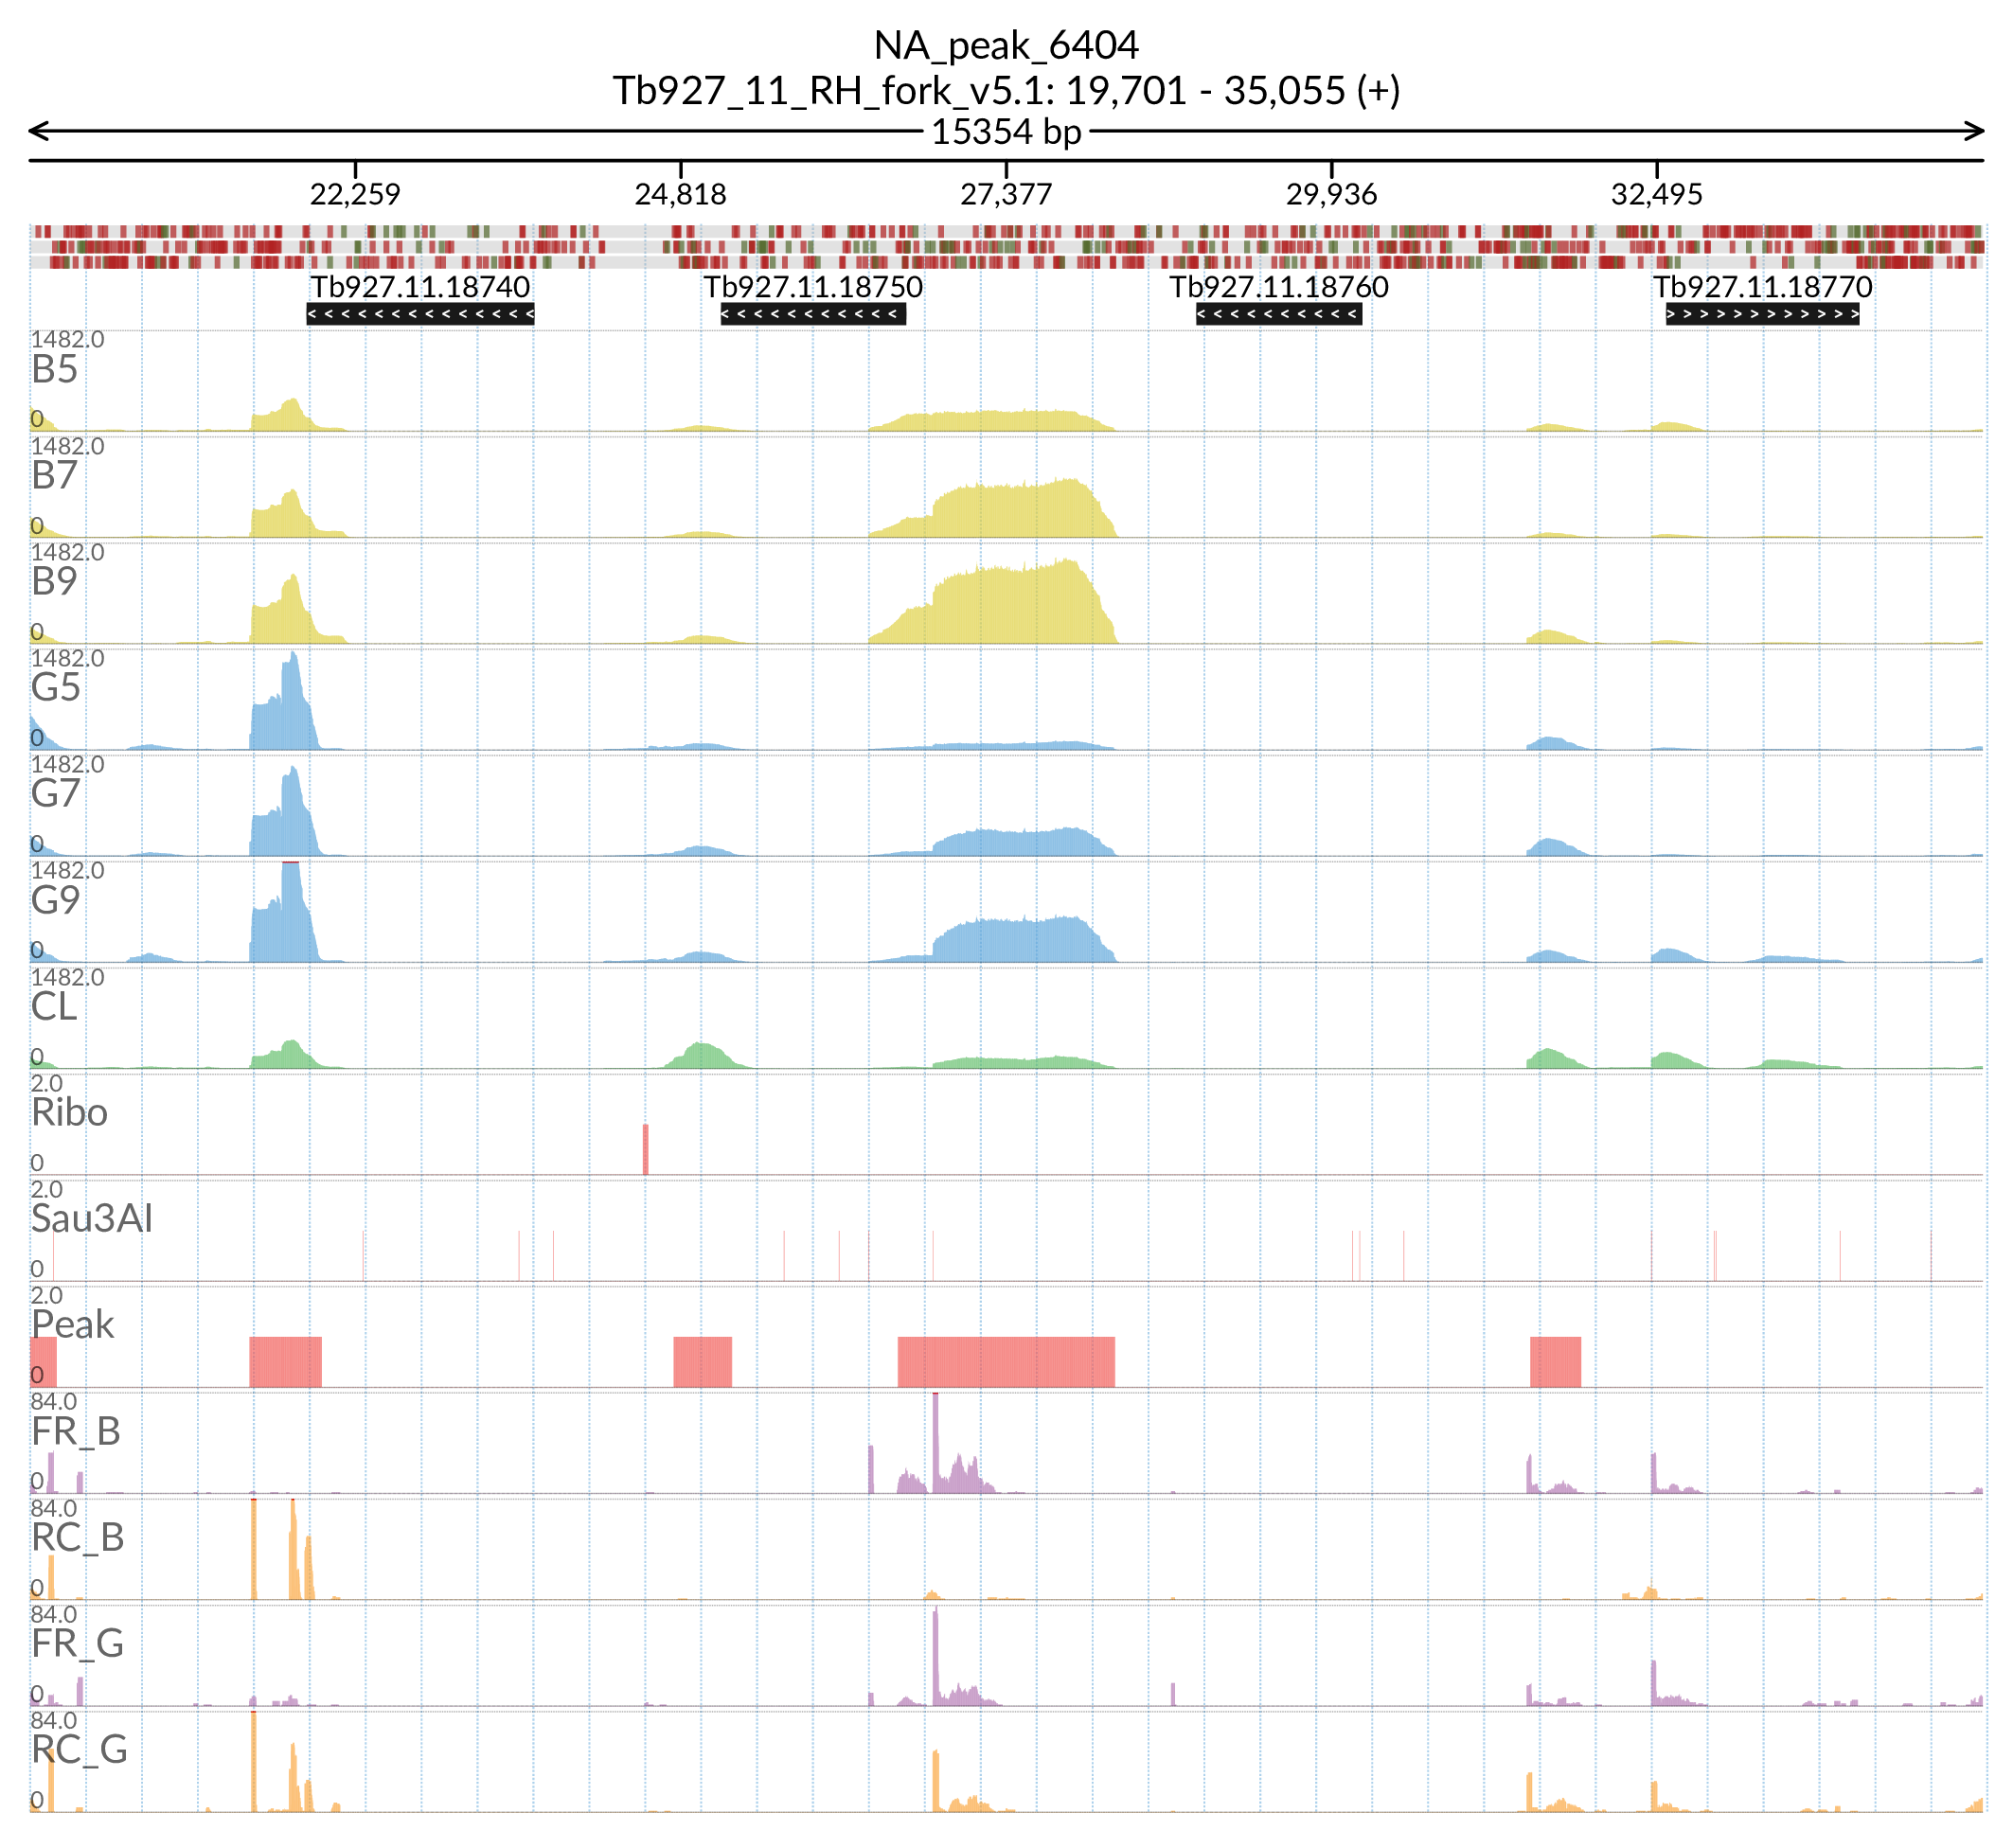 NA_peak_6404
Tb927_11_RH_fork_v5.1: 19,701 - 35,055 (+)
15354 bp
22,259 24,818 27,377 29,936 32,495
Tb927.11.18740 Tb927.11.18750 Tb927.11.18760 Tb927.11.18770
1482.0
B5
0
1482.0
B7
0
1482.0
B9
0
1482.0
G5
0
1482.0
G7
0
1482.0
G9
0
1482.0
CL
0
2.0
Ribo
0
2.0
Sau3AI
0
2.0
Peak
0
84.0
FR_B
0
84.0
RC_B
0
84.0
FR_G
0
84.0
RC_G
0